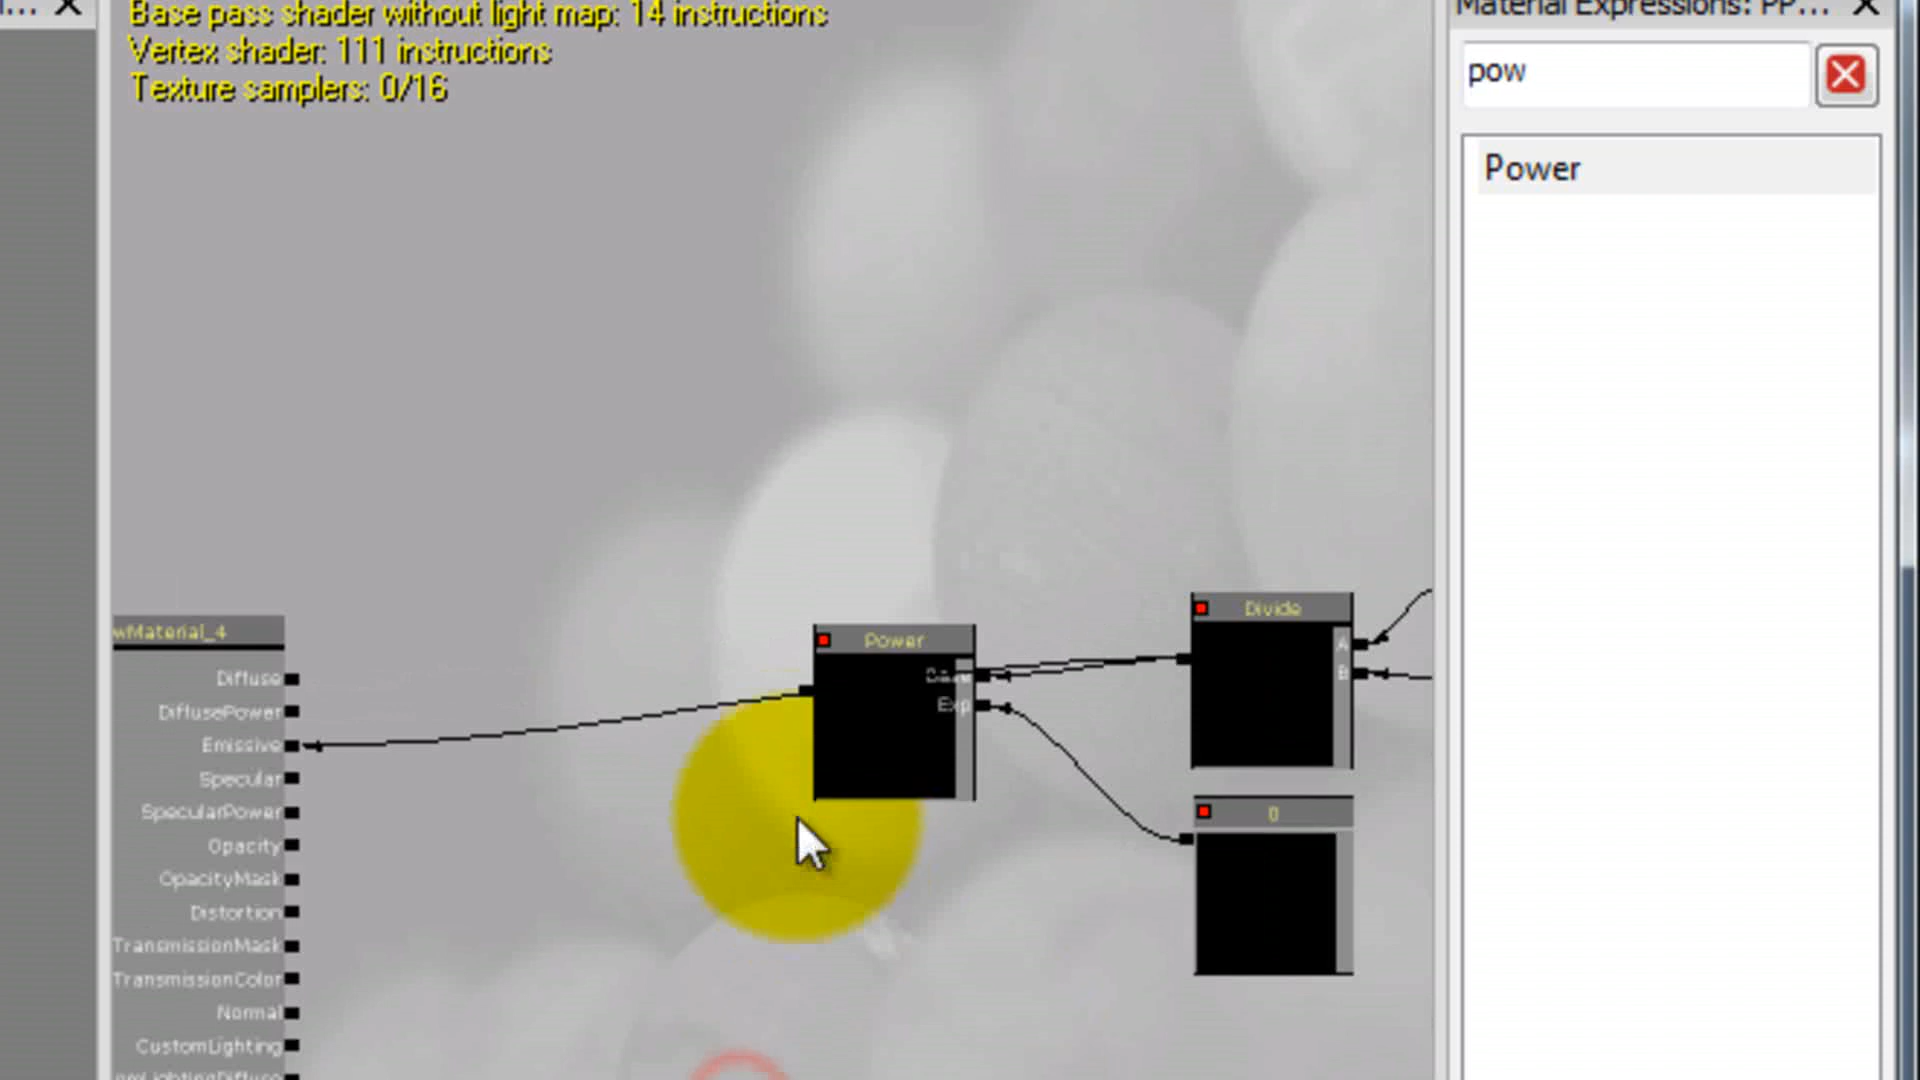 Base pass shader without light map: 14 instructions
Vertex shader: 111 instructions
Texture samplers: 0/16
Material Expressions: PP...
pow
Power
wMaterial_4
Diffuse
DiffusePower
Emissive
Specular
SpecularPower
Opacity
OpacityMask
Distortion
TransmissionMask
TransmissionColor
Normal
CustomLighting
Power
Exp
Divide
A
B
0